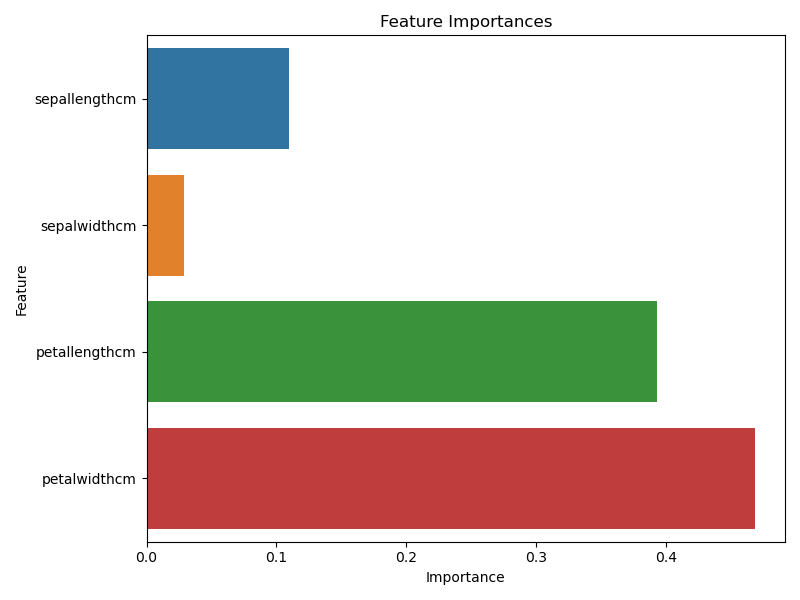 Feature Importances
sepallengthcm
sepalwidthcm
petallengthcm
petalwidthcm
Feature
0.0 0.1 0.2 0.3 0.4
Importance